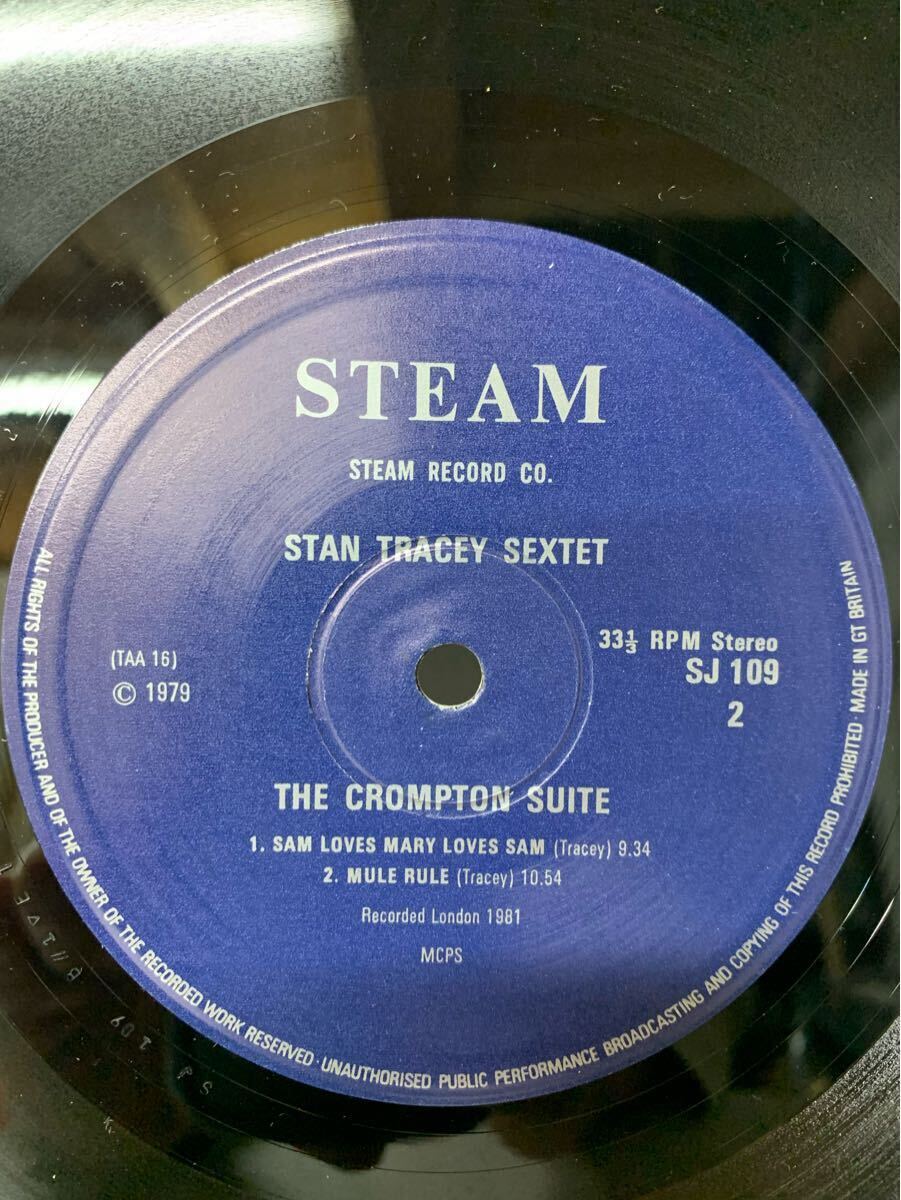 STEAM
STEAM RECORD CO.
STAN TRACEY SEXTET
(TAA 16)
© 1979
33⅓ RPM Stereo
SJ 109
2
THE CROMPTON SUITE
1. SAM LOVES MARY LOVES SAM (Tracey) 9.34
2. MULE RULE (Tracey) 10.54
Recorded London 1981
MCPS
ALL RIGHTS OF THE PRODUCER AND OF THE OWNER OF THE RECORDED WORK RESERVED · UNAUTHORISED PUBLIC PERFORMANCE BROADCASTING AND COPYING OF THIS RECORD PROHIBITED · MADE IN GT BRITAIN